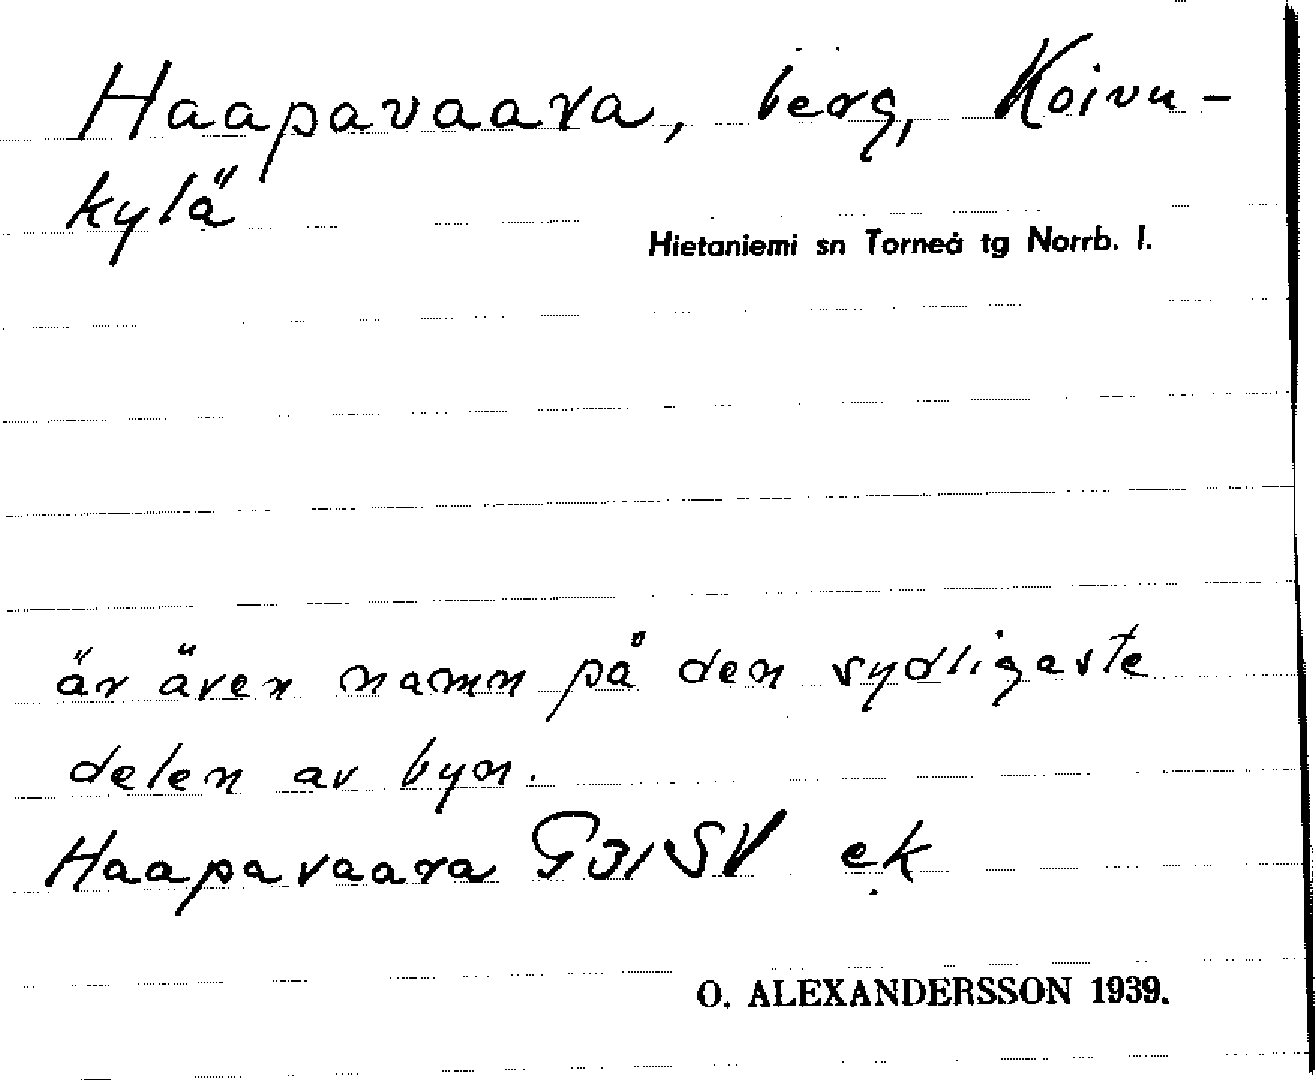 Haapavaara, berg, Koivu-
kylä
Hietaniemi sn Torneå tg Norrb. l.
är även namn på den sydligaste
delen av byn.
Haapavaara G31SV ek
O. ALEXANDERSSON 1939.